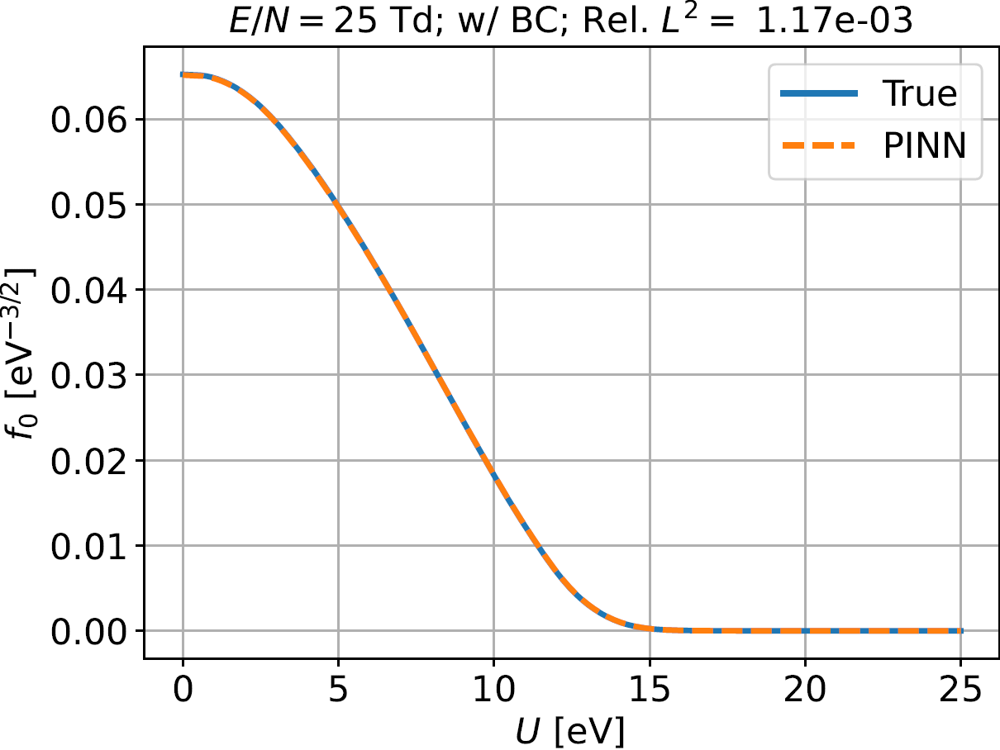 E/N = 25 Td; w/ BC; Rel. L² = 1.17e-03
True
PINN
0.06
0.05
0.04
0.03
0.02
0.01
0.00
f₀ [eV⁻³/²]
0 5 10 15 20 25
U [eV]